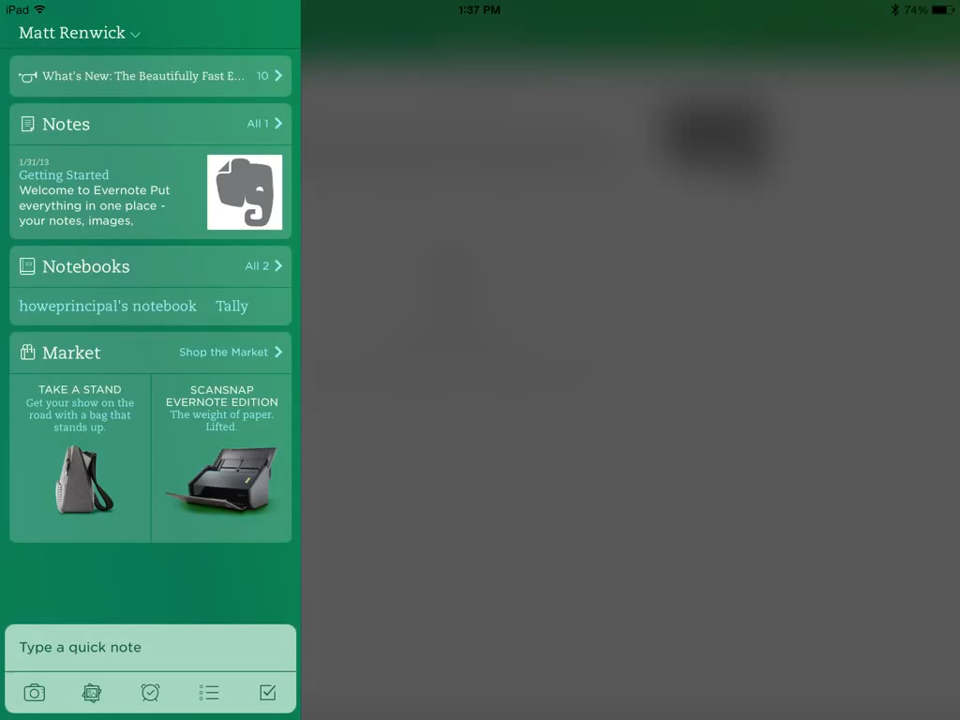 iPad 1:37 PM 74%
Matt Renwick
What's New: The Beautifully Fast E... 10
Notes All 1
1/31/13
Getting Started
Welcome to Evernote Put
everything in one place -
your notes, images,
Notebooks All 2
howeprincipal's notebook Tally
Market Shop the Market
TAKE A STAND
Get your show on the
road with a bag that
stands up.
SCANSNAP
EVERNOTE EDITION
The weight of paper.
Lifted.
Type a quick note